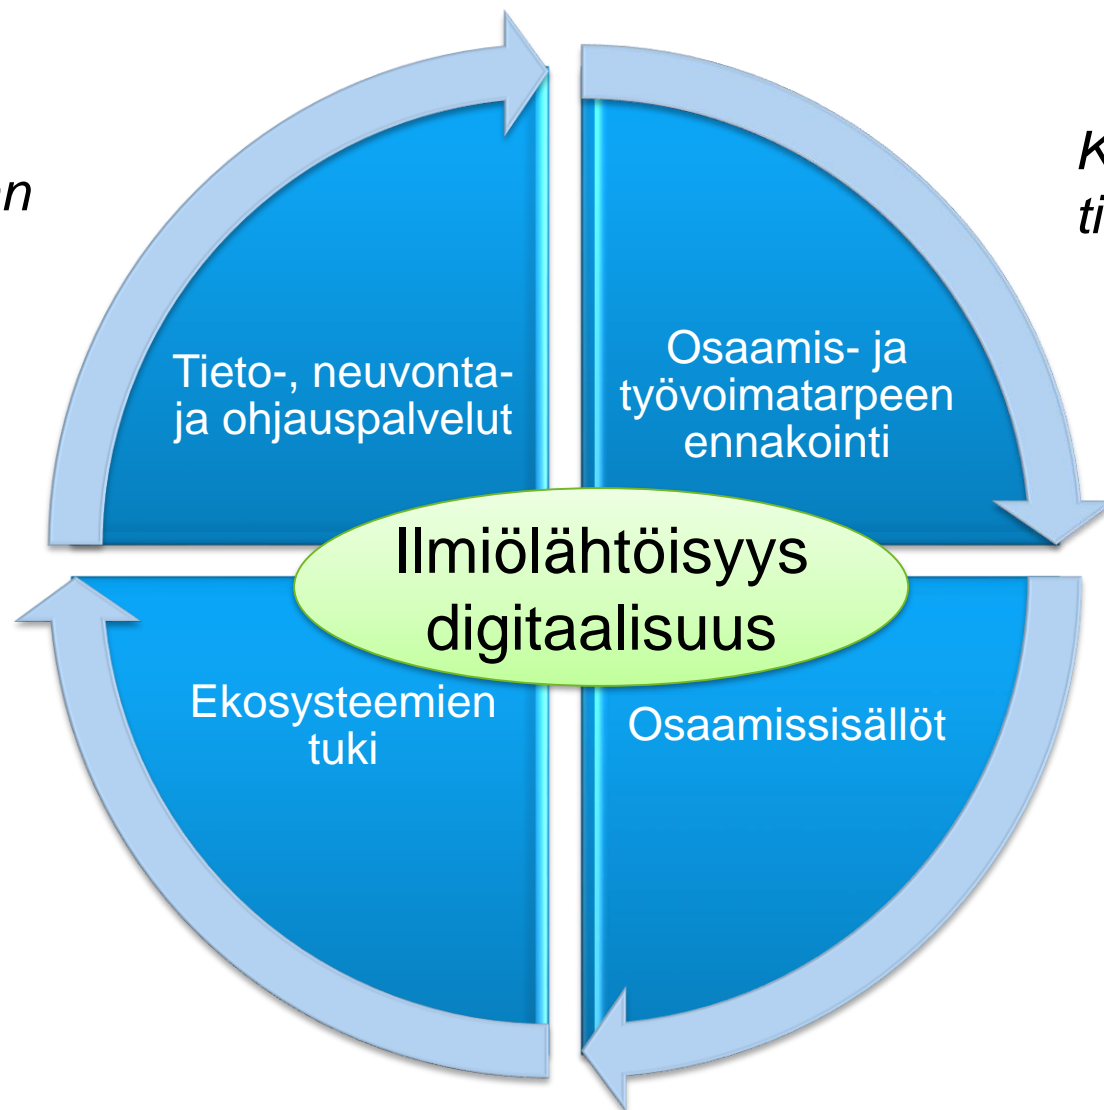 Tieto-, neuvonta-
ja ohjauspalvelut
Osaamis- ja
työvoimatarpeen
ennakointi
Ilmiölähtöisyys
digitaalisuus
Ekosysteemien
tuki
Osaamissisällöt